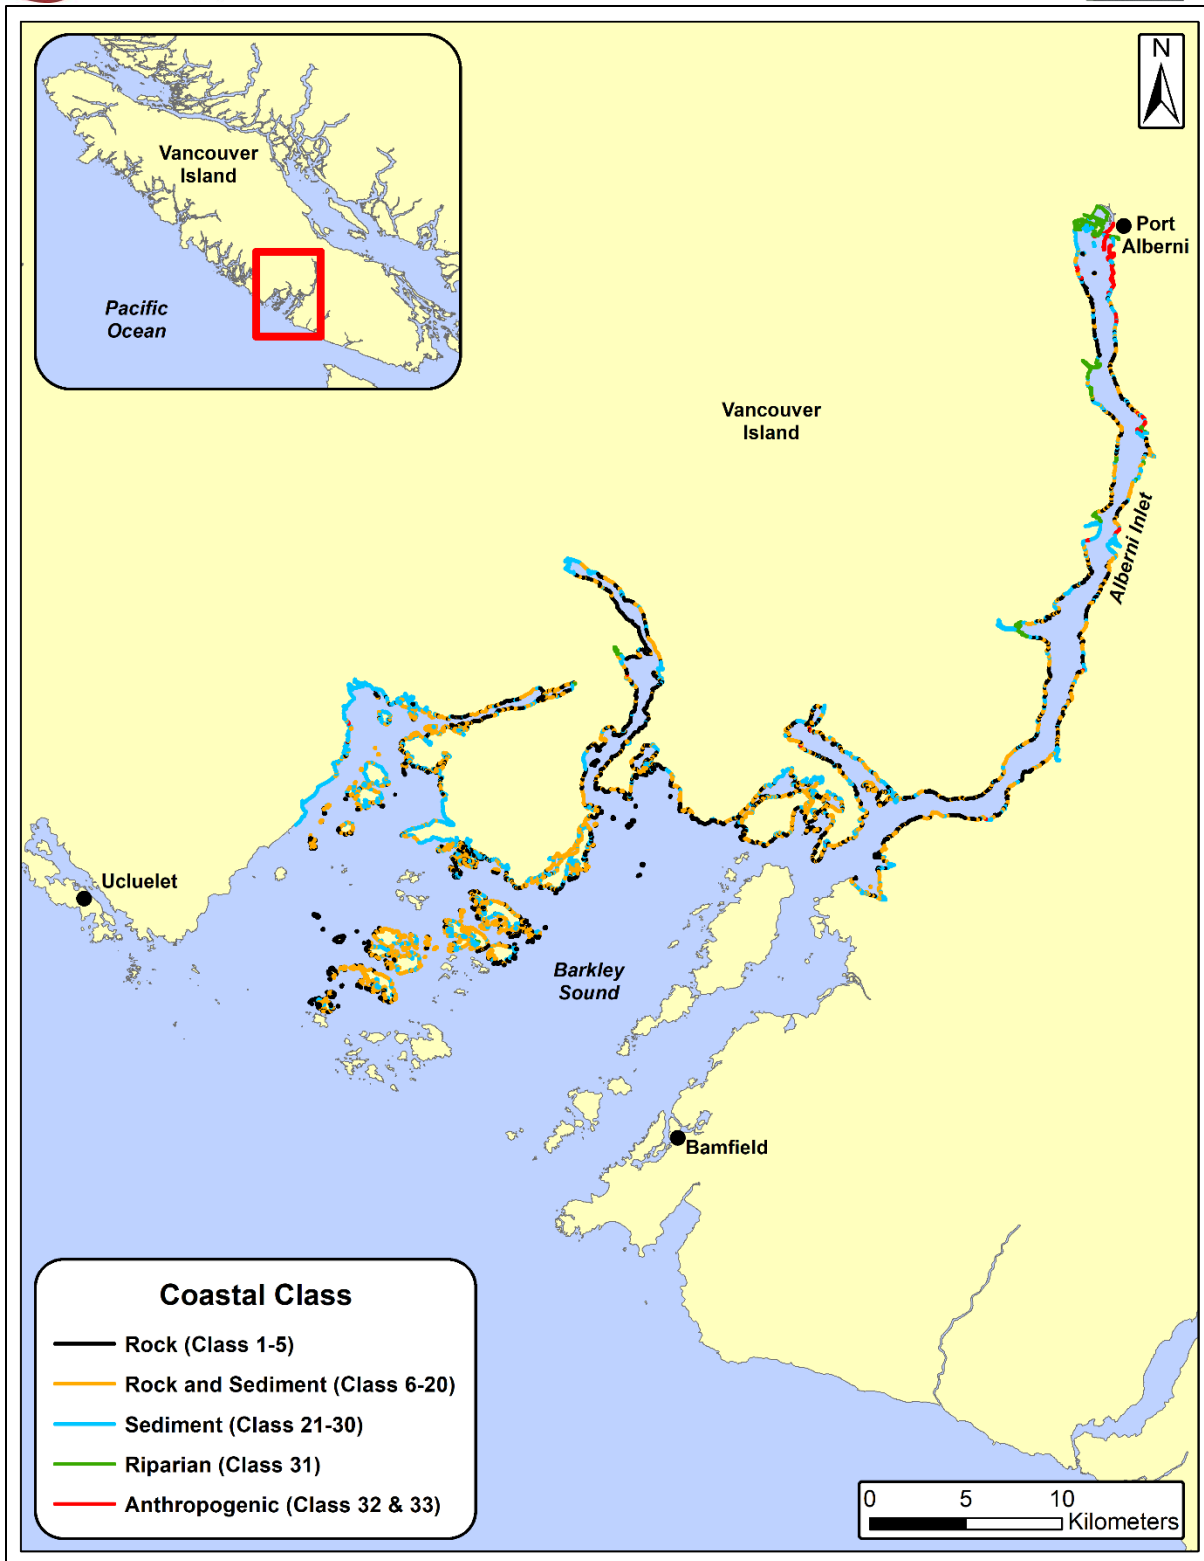 Vancouver
Island
Pacific
Ocean
N
Port
Alberni
Vancouver
Island
Alberni Inlet
Ucluelet
Barkley
Sound
Bamfield
Coastal Class
Rock (Class 1-5)
Rock and Sediment (Class 6-20)
Sediment (Class 21-30)
Riparian (Class 31)
Anthropogenic (Class 32 & 33)
0 5 10
Kilometers